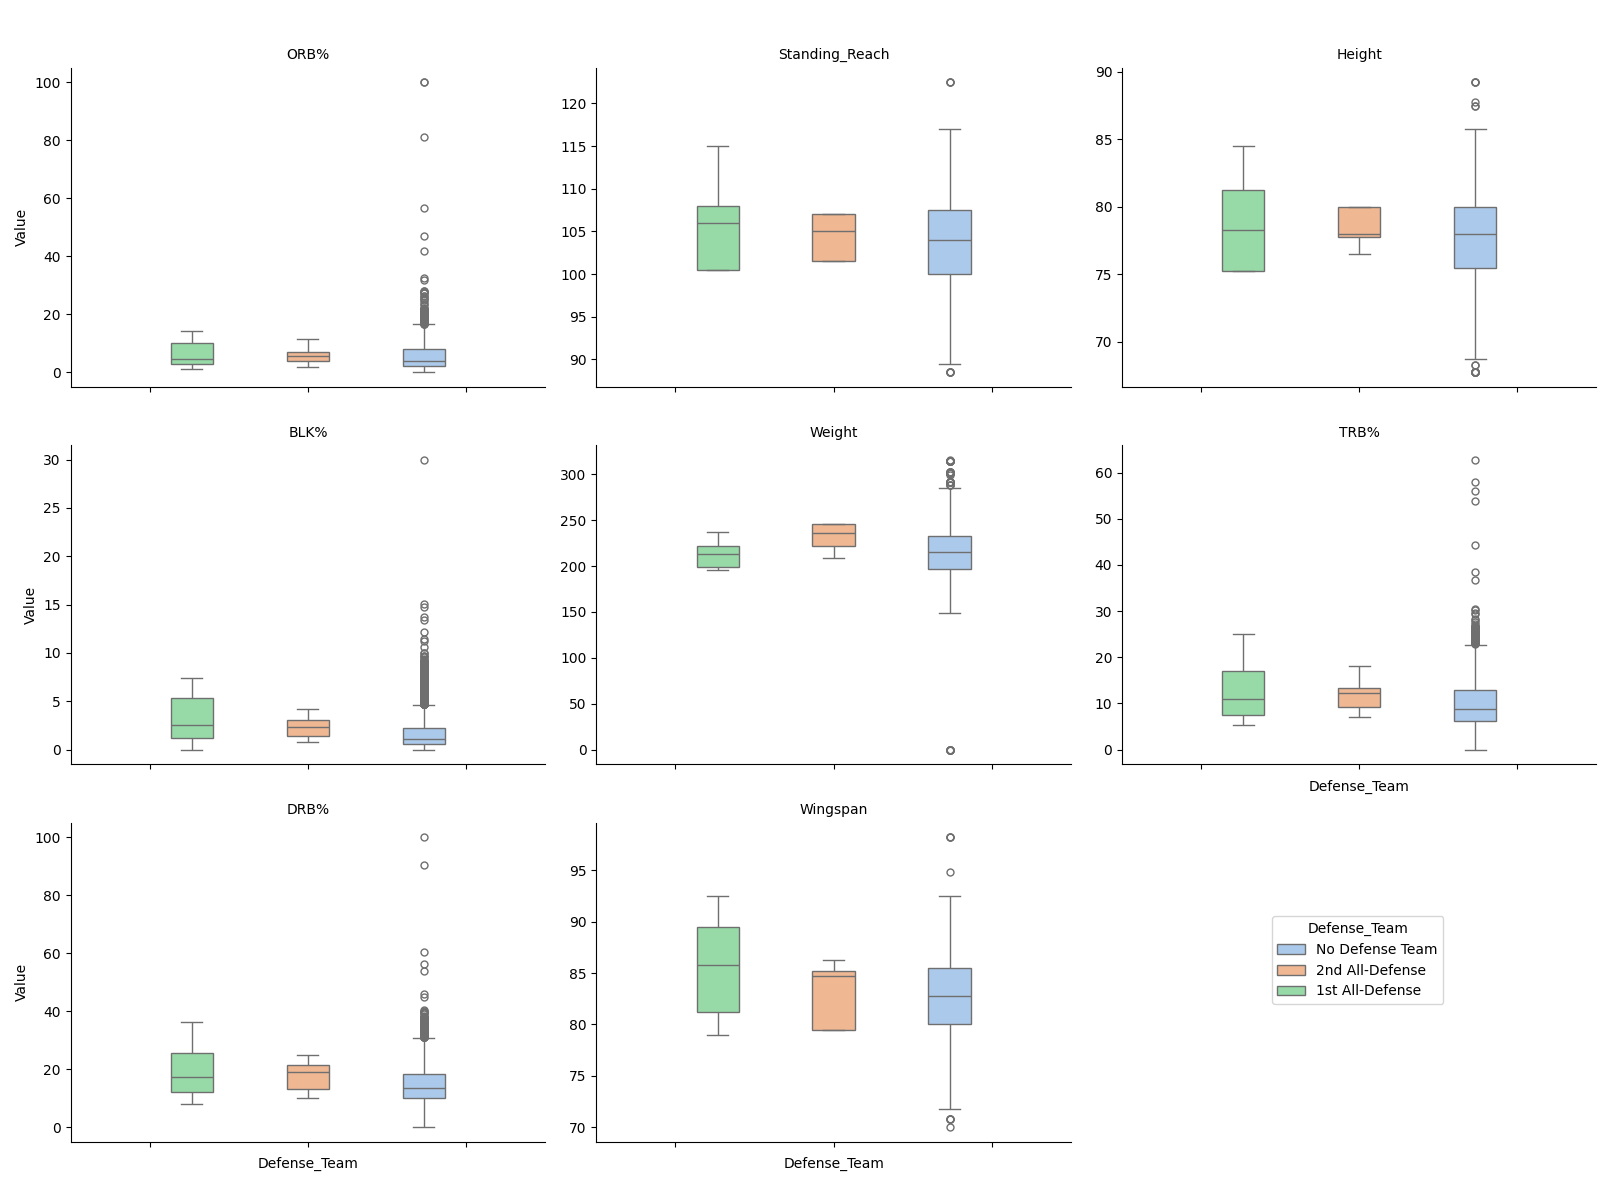 ORB%
Value
100
80
60
40
20
0
Standing_Reach
120
115
110
105
100
95
90
Height
90
85
80
75
70
BLK%
Value
30
25
20
15
10
5
0
Weight
300
250
200
150
100
50
0
TRB%
60
50
40
30
20
10
0
Defense_Team
DRB%
Value
100
80
60
40
20
0
Defense_Team
Wingspan
95
90
85
80
75
70
Defense_Team
Defense_Team
No Defense Team
2nd All-Defense
1st All-Defense